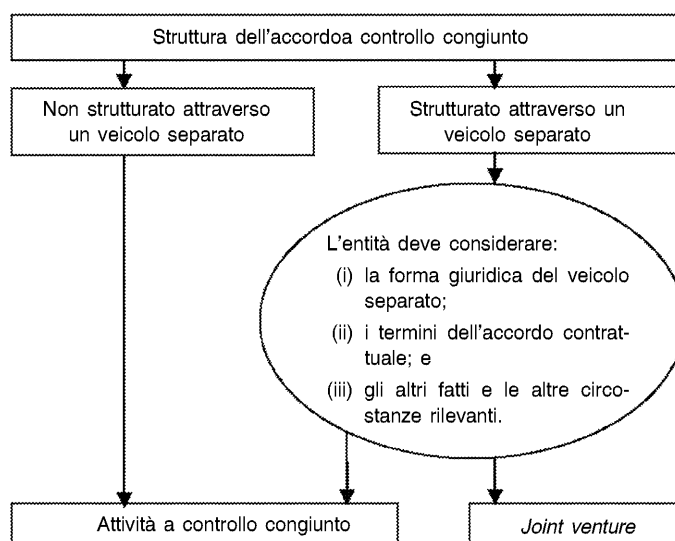 Struttura dell'accordoa controllo congiunto
Non strutturato attraverso
un veicolo separato
Strutturato attraverso un
veicolo separato
L'entità deve considerare:
(i) la forma giuridica del veicolo
separato;
(ii) i termini dell'accordo contrat-
tuale; e
(iii) gli altri fatti e le altre circo-
stanze rilevanti.
Attività a controllo congiunto
Joint venture